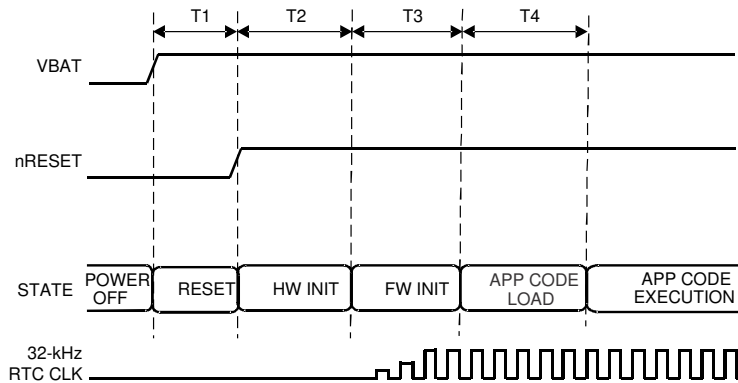 T1 T2 T3 T4
VBAT
nRESET
STATE
POWER
OFF
RESET
HW INIT
FW INIT
APP CODE
LOAD
APP CODE
EXECUTION
32-kHz
RTC CLK